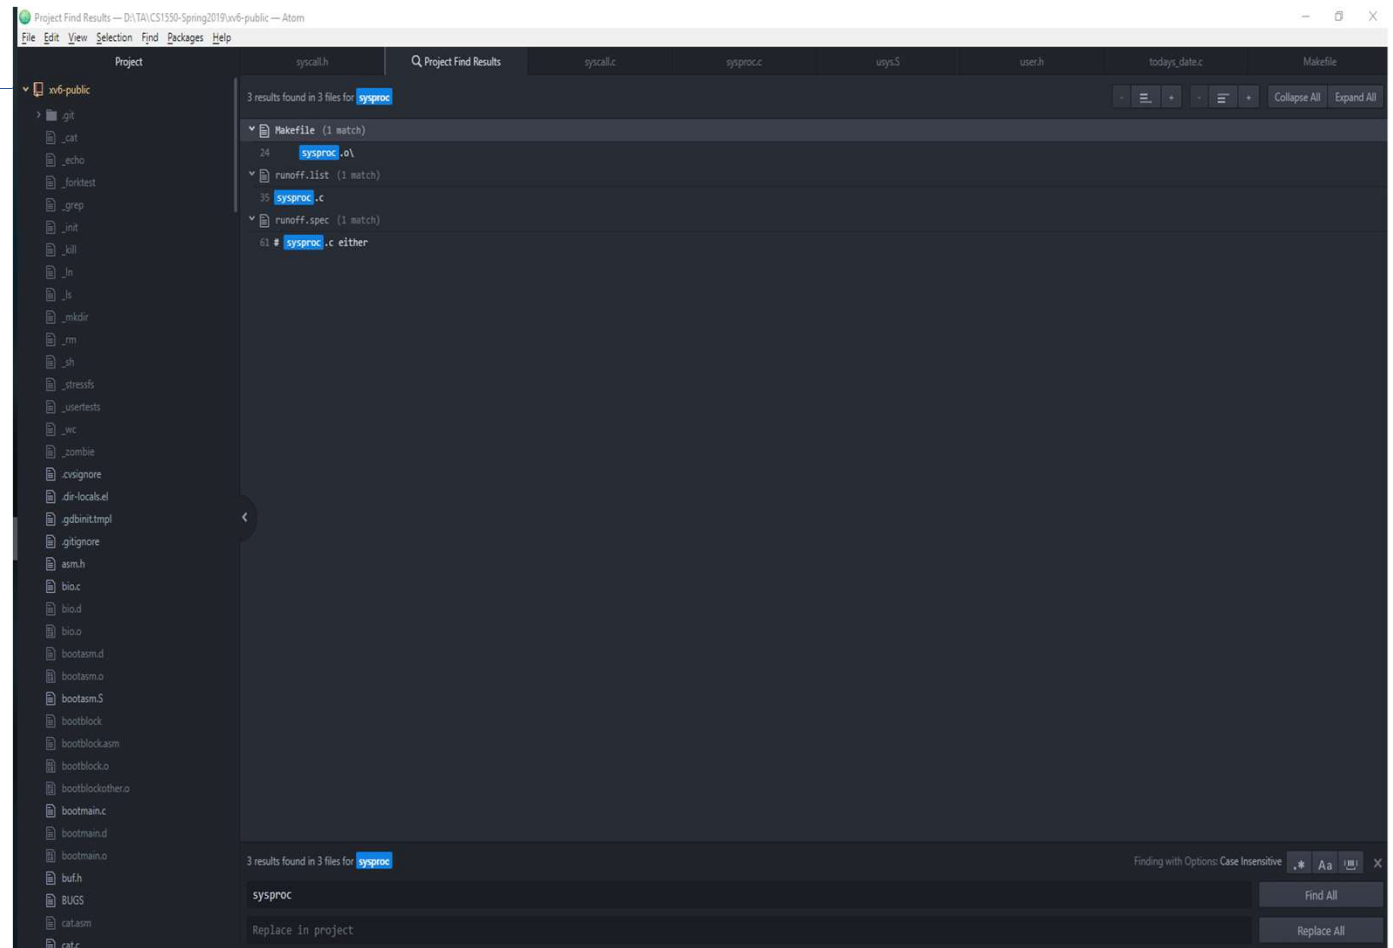 Project Find Results — D:\TA\CS1550-Spring2019\xv6-public — Atom
File Edit View Selection Find Packages Help
Project
syscall.h
Project Find Results
syscall.c
sysproc.c
usys.S
user.h
todays_date.c
Makefile
xv6-public
.git
_cat
_echo
_forktest
_grep
_init
_kill
_ln
_ls
_mkdir
_rm
_sh
_stressfs
_usertests
_wc
_zombie
.cvsignore
.dir-locals.el
.gdbinit.tmpl
.gitignore
asm.h
bio.c
bio.d
bio.o
bootasm.d
bootasm.o
bootasm.S
bootblock
bootblock.asm
bootblock.o
bootblockother.o
bootmain.c
bootmain.d
bootmain.o
buf.h
BUGS
cat.asm
cat.c
3 results found in 3 files for sysproc
- + - + Collapse All Expand All
Makefile (1 match)
24 sysproc.o\
runoff.list (1 match)
35 sysproc.c
runoff.spec (1 match)
61 # sysproc.c either
3 results found in 3 files for sysproc
Finding with Options: Case Insensitive .* Aa
sysproc
Find All
Replace in project
Replace All